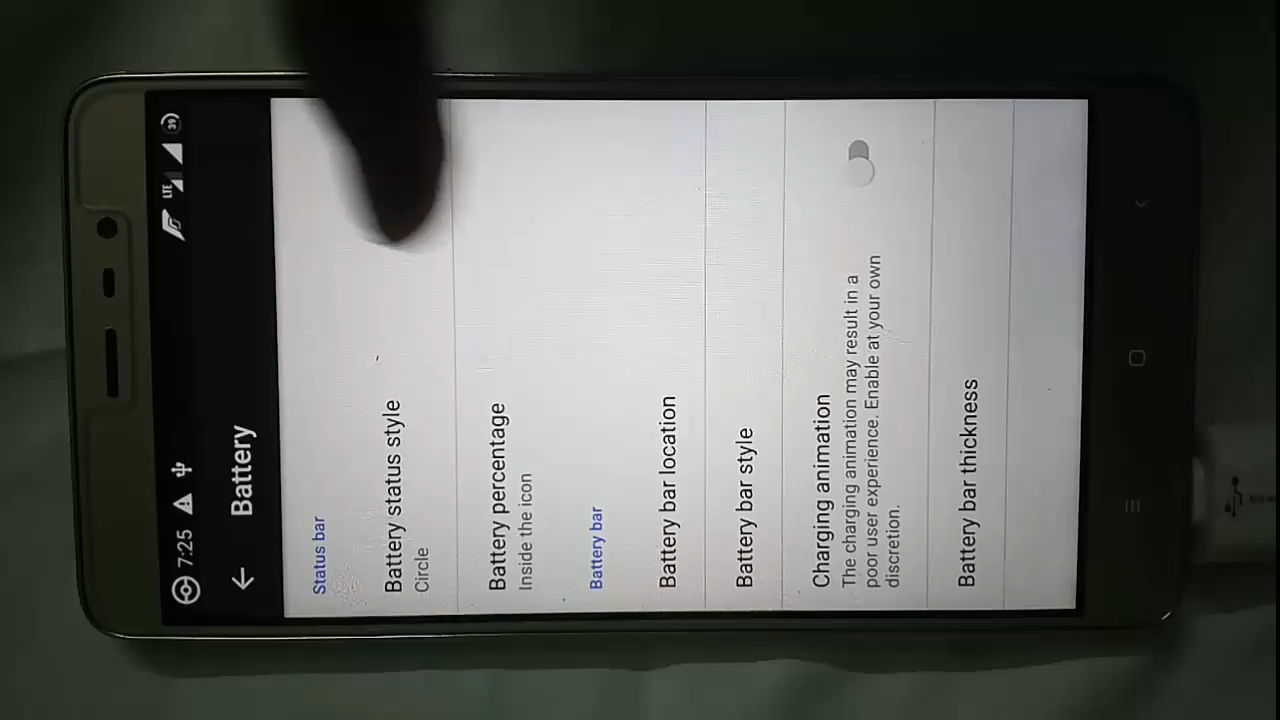 7:25
LTE
39
Battery
Status bar
Battery status style
Circle
Battery percentage
Inside the icon
Battery bar
Battery bar location
Battery bar style
Charging animation
The charging animation may result in a
poor user experience. Enable at your own
discretion.
Battery bar thickness